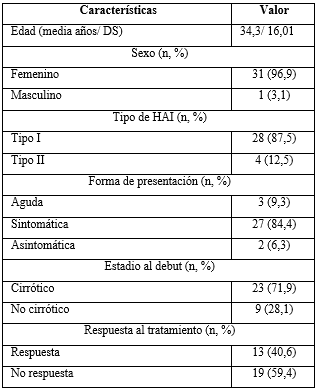 Características Valor
Edad (media años/ DS) 34,3/ 16,01
Sexo (n, %)
Femenino 31 (96,9)
Masculino 1 (3,1)
Tipo de HAI (n, %)
Tipo I 28 (87,5)
Tipo II 4 (12,5)
Forma de presentación (n, %)
Aguda 3 (9,3)
Sintomática 27 (84,4)
Asintomática 2 (6,3)
Estadio al debut (n, %)
Cirrótico 23 (71,9)
No cirrótico 9 (28,1)
Respuesta al tratamiento (n, %)
Respuesta 13 (40,6)
No respuesta 19 (59,4)